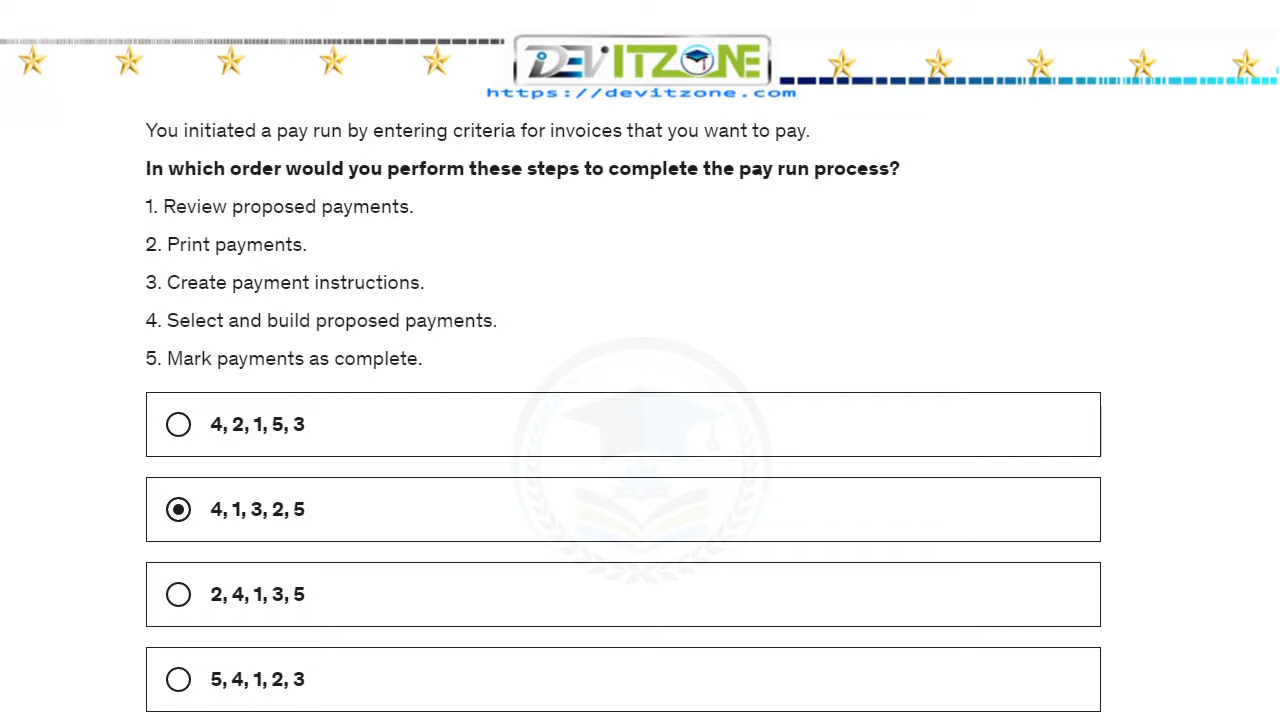 DEVITZONE
https://devitzone.com
You initiated a pay run by entering criteria for invoices that you want to pay.
In which order would you perform these steps to complete the pay run process?
1. Review proposed payments.
2. Print payments.
3. Create payment instructions.
4. Select and build proposed payments.
5. Mark payments as complete.
4, 2, 1, 5, 3
4, 1, 3, 2, 5
2, 4, 1, 3, 5
5, 4, 1, 2, 3